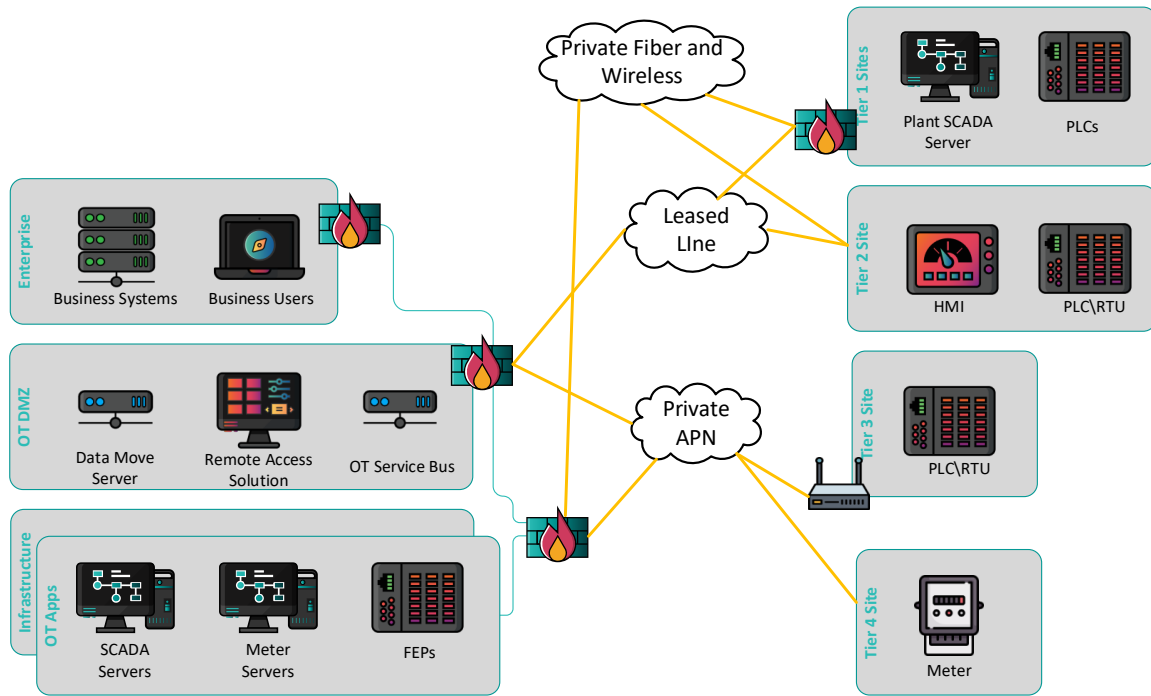 Private Fiber and
Wireless
Tier 1 Sites
Plant SCADA
Server
PLCs
Leased
LIne
Tier 2 Site
HMI
PLC\RTU
Enterprise
Business Systems
Business Users
OT DMZ
Data Move
Server
Remote Access
Solution
OT Service Bus
Private
APN
Tier 3 Site
PLC\RTU
Infrastructure
OT Apps
SCADA
Servers
Meter
Servers
FEPs
Tier 4 Site
Meter